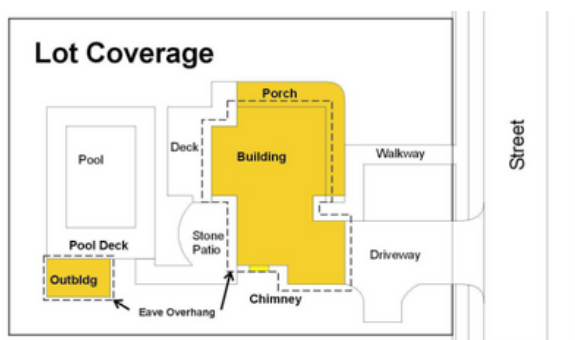 Lot Coverage
Porch
Deck
Building
Pool
Walkway
Street
Stone
Patio
Pool Deck
Driveway
Outbldg
Chimney
Eave Overhang